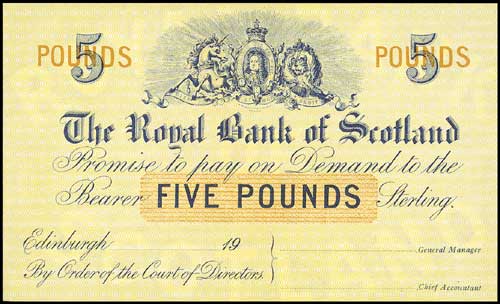 5 POUNDS
POUNDS 5
The Royal Bank of Scotland
Promise to pay on Demand to the
Bearer FIVE POUNDS Sterling.
Edinburgh 19
General Manager
By Order of the Court of Directors.
Chief Accountant